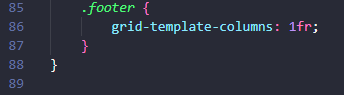 85 .footer {
86 grid-template-columns: 1fr;
87 }
88 }
89